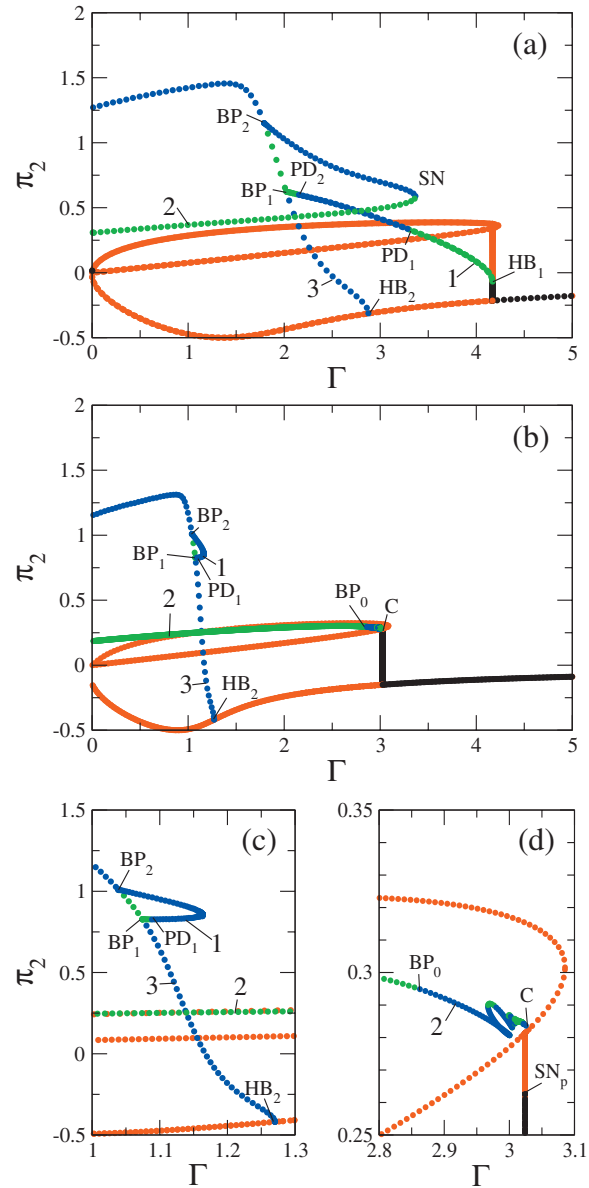 (a)
2
1.5
1
0.5
0
-0.5
π₂
BP₂
PD₂
SN
BP₁
2
PD₁
1
HB₁
3
HB₂
0 1 2 3 4 5
Γ
(b)
2
1.5
1
0.5
0
-0.5
π₂
BP₂
BP₁
1
PD₁
2
BP₀
C
3
HB₂
0 1 2 3 4 5
Γ
(c)
1.5
1
0.5
0
-0.5
π₂
BP₂
BP₁
PD₁
1
3
2
HB₂
1 1.1 1.2 1.3
Γ
(d)
0.35
0.3
0.25
BP₀
2
C
SNₚ
2.8 2.9 3 3.1
Γ